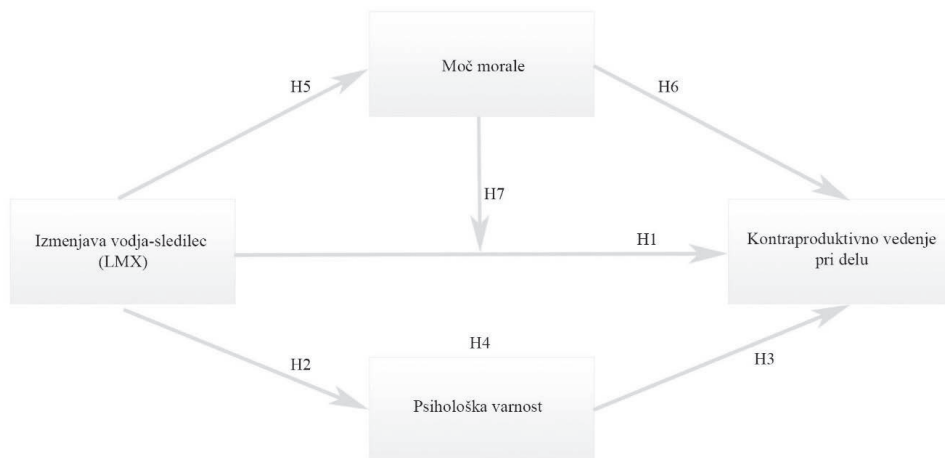 Moč morale
H5
H6
H7
Izmenjava vodja-sledilec
(LMX)
H1
Kontraproduktivno vedenje
pri delu
H4
H2
H3
Psihološka varnost